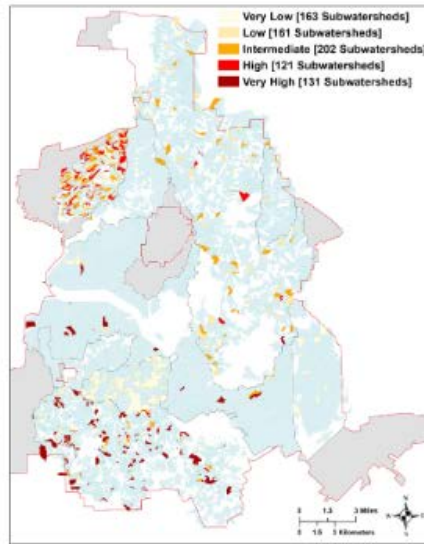 Very Low [163 Subwatersheds]
Low [161 Subwatersheds]
Intermediate [202 Subwatersheds]
High [121 Subwatersheds]
Very High [131 Subwatersheds]
0 1.5 3 Miles
0 1.5 3 Kilometers